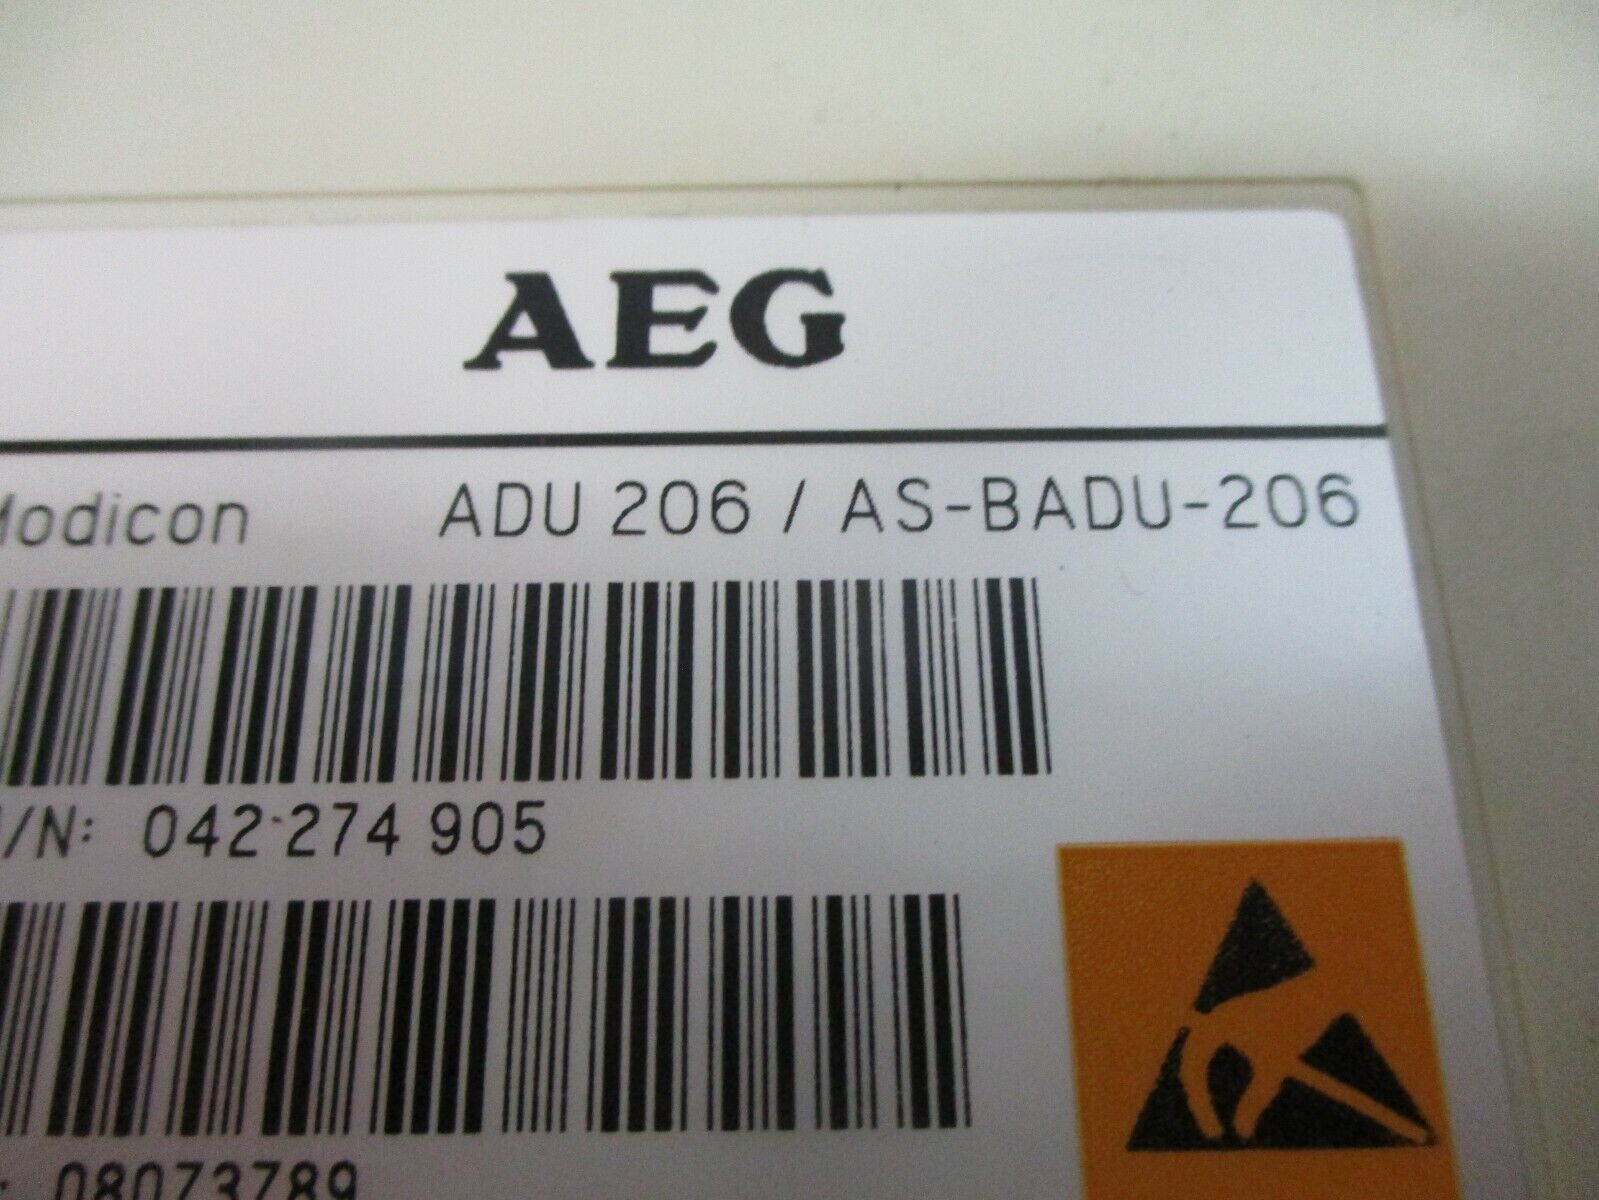 AEG
Modicon ADU 206 / AS-BADU-206
/N: 042 274 905
: 08073789